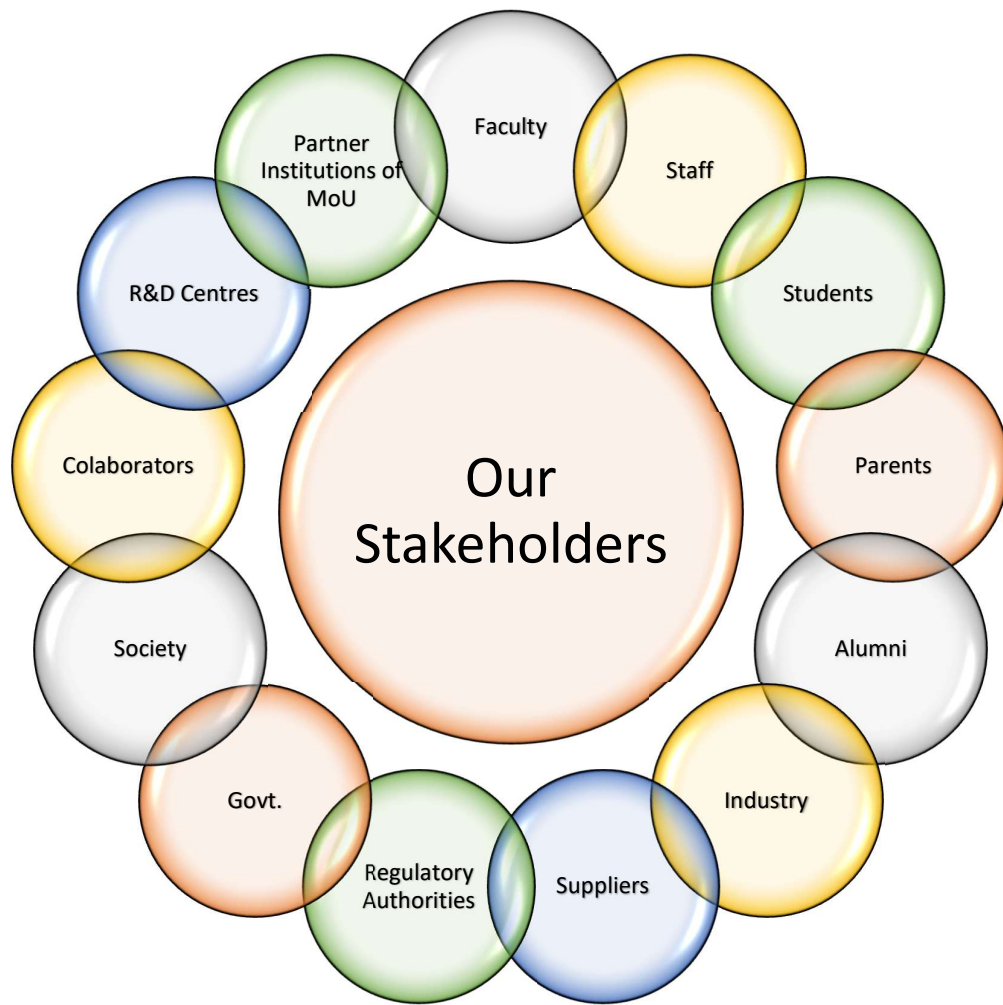 Our
Stakeholders
Faculty
Staff
Students
Parents
Alumni
Industry
Suppliers
Regulatory
Authorities
Govt.
Society
Colaborators
R&D Centres
Partner
Institutions of
MoU